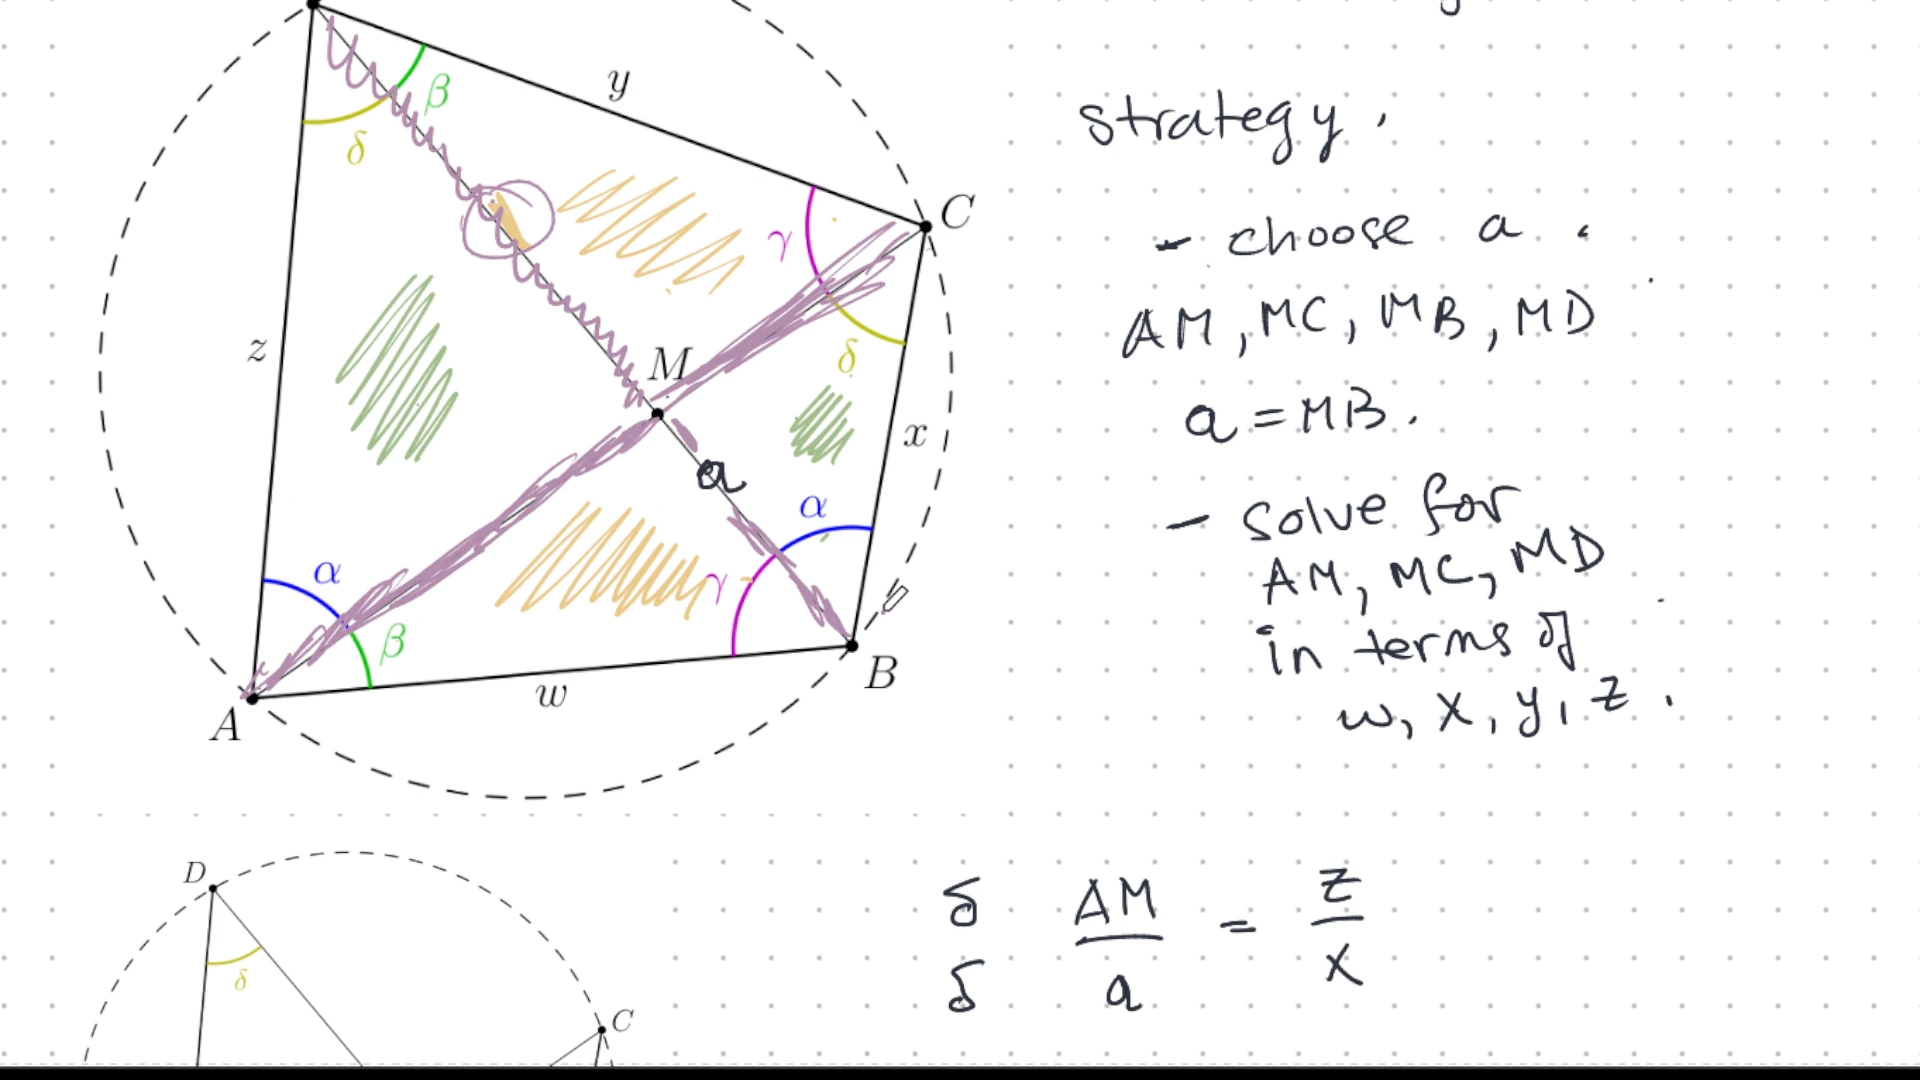 β
y
δ
C
γ
z
M
δ
x
a
α
α
β
γ
w
B
A
strategy.
- choose a.
AM, MC, MB, MD
a = MB.
- solve for
AM, MC, MD
in terms of
w, x, y, z.
D
δ
C
δ AM = z
δ a x